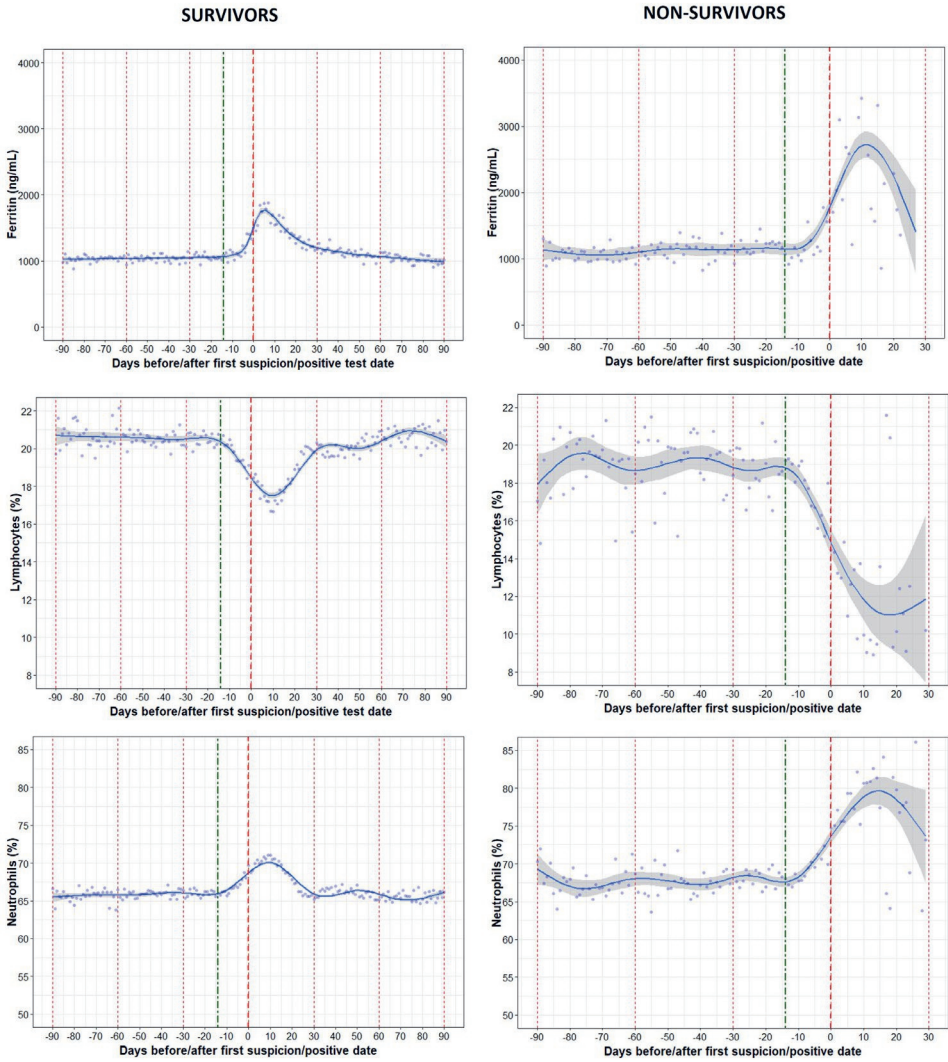 SURVIVORS
NON-SURVIVORS
Ferritin (ng/mL)
4000
3000
2000
1000
0
-90 -80 -70 -60 -50 -40 -30 -20 -10 0 10 20 30 40 50 60 70 80 90
Days before/after first suspicion/positive test date
Ferritin (ng/mL)
4000
3000
2000
1000
0
-90 -80 -70 -60 -50 -40 -30 -20 -10 0 10 20 30
Days before/after first suspicion/positive date
Lymphocytes (%)
22
20
18
16
14
12
10
8
-90 -80 -70 -60 -50 -40 -30 -20 -10 0 10 20 30 40 50 60 70 80 90
Days before/after first suspicion/positive test date
Lymphocytes (%)
22
20
18
16
14
12
10
8
-90 -80 -70 -60 -50 -40 -30 -20 -10 0 10 20 30
Days before/after first suspicion/positive date
Neutrophils (%)
85
80
75
70
65
60
55
50
-90 -80 -70 -60 -50 -40 -30 -20 -10 0 10 20 30 40 50 60 70 80 90
Days before/after first suspicion/positive date
Neutrophils (%)
85
80
75
70
65
60
55
50
-90 -80 -70 -60 -50 -40 -30 -20 -10 0 10 20 30
Days before/after first suspicion/positive date